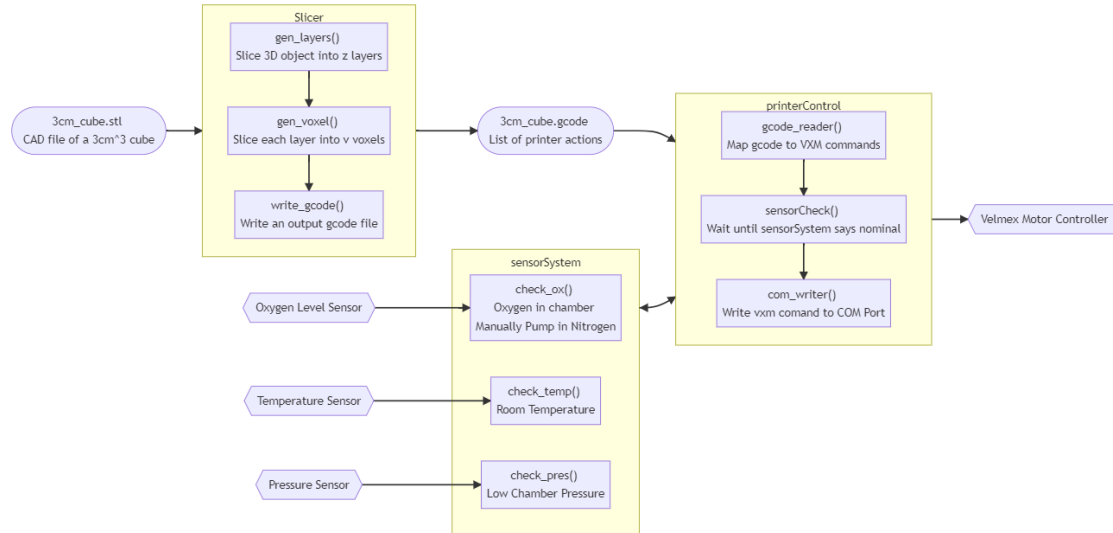 Slicer
gen_layers()
Slice 3D object into z layers
3cm_cube.stl
CAD file of a 3cm^3 cube
gen_voxel()
Slice each layer into v voxels
write_gcode()
Write an output gcode file
3cm_cube.gcode
List of printer actions
printerControl
gcode_reader()
Map gcode to VXM commands
sensorCheck()
Wait until sensorSystem says nominal
com_writer()
Write vxm comand to COM Port
Velmex Motor Controller
sensorSystem
Oxygen Level Sensor
check_ox()
Oxygen in chamber
Manually Pump in Nitrogen
Temperature Sensor
check_temp()
Room Temperature
Pressure Sensor
check_pres()
Low Chamber Pressure